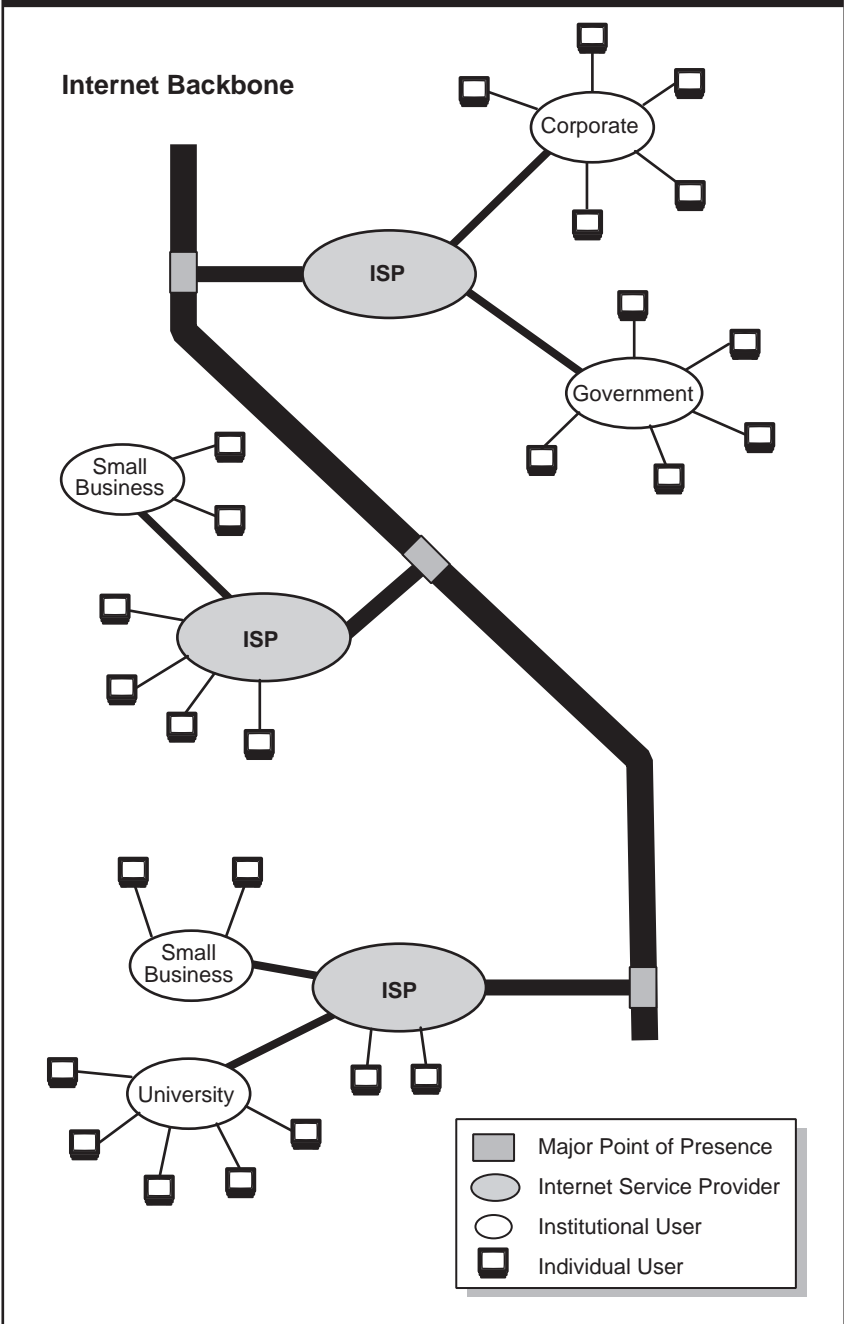 Internet Backbone
Corporate
ISP
Government
Small
Business
ISP
Small
Business
ISP
University
Major Point of Presence
Internet Service Provider
Institutional User
Individual User